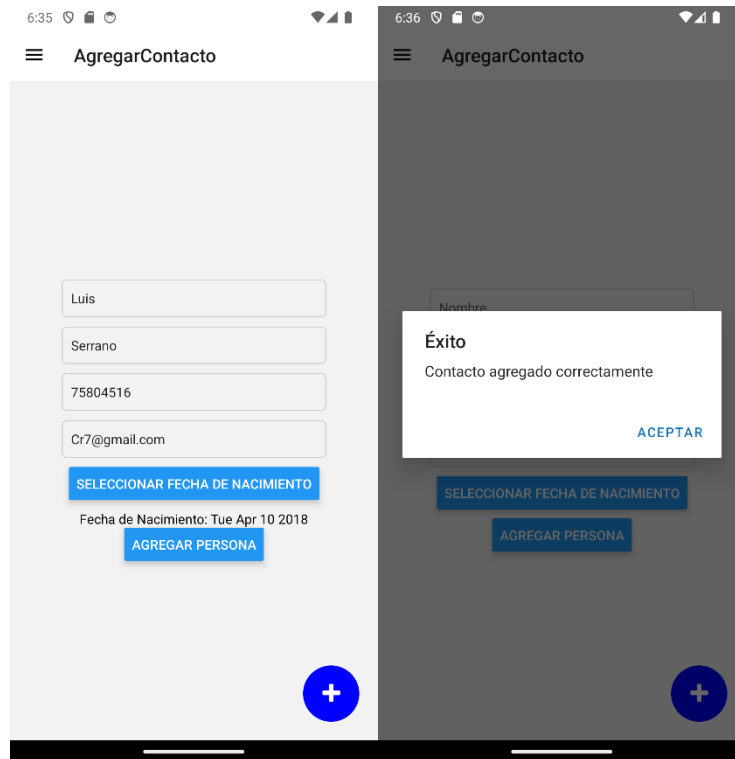 6:35
AgregarContacto
Luis
Serrano
75804516
Cr7@gmail.com
SELECCIONAR FECHA DE NACIMIENTO
Fecha de Nacimiento: Tue Apr 10 2018
AGREGAR PERSONA
6:36
AgregarContacto
Nombre
Éxito
Contacto agregado correctamente
ACEPTAR
SELECCIONAR FECHA DE NACIMIENTO
AGREGAR PERSONA